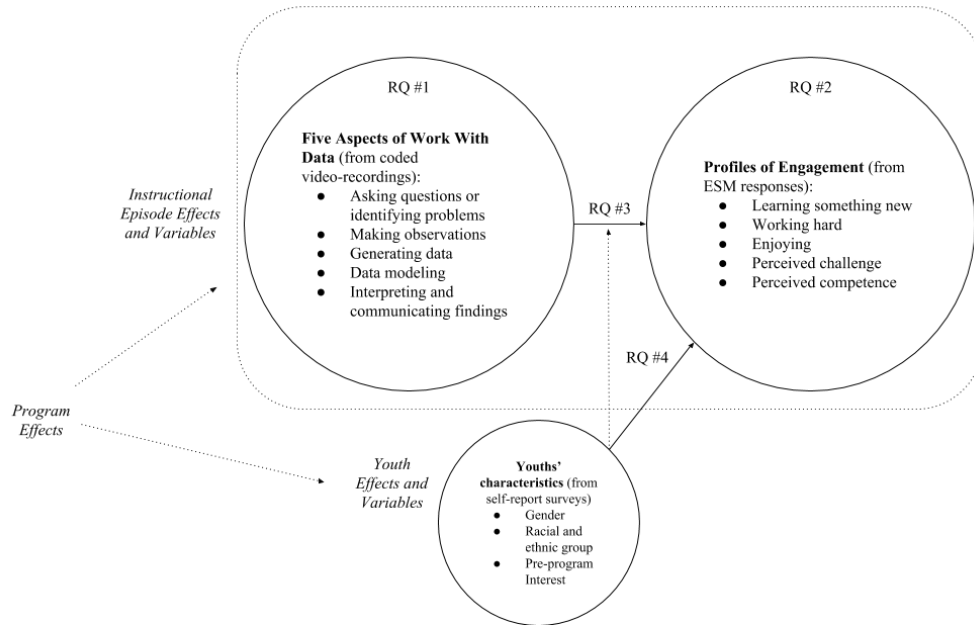 RQ #1
Five Aspects of Work With
Data (from coded
video-recordings):
● Asking questions or
identifying problems
● Making observations
● Generating data
● Data modeling
● Interpreting and
communicating findings
RQ #2
Profiles of Engagement (from
ESM responses):
● Learning something new
● Working hard
● Enjoying
● Perceived challenge
● Perceived competence
Instructional
Episode Effects
and Variables
RQ #3
RQ #4
Program
Effects
Youth
Effects and
Variables
Youths'
characteristics (from
self-report surveys)
● Gender
● Racial and
ethnic group
● Pre-program
Interest